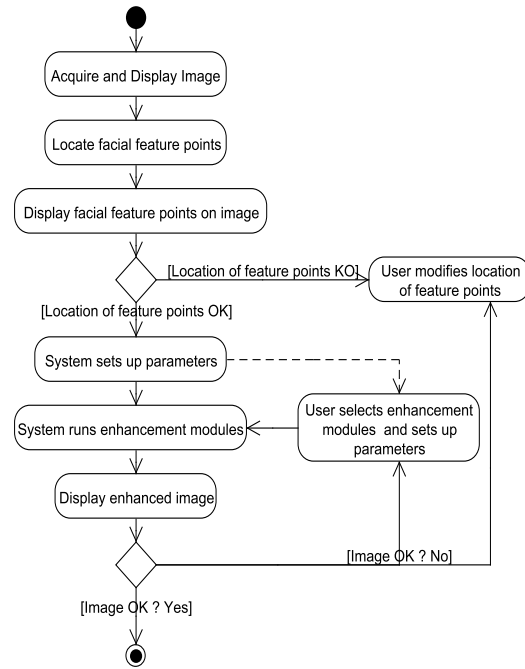 Acquire and Display Image
Locate facial feature points
Display facial feature points on image
[Location of feature points KO]
User modifies location
of feature points
[Location of feature points OK]
System sets up parameters
User selects enhancement
modules and sets up
parameters
System runs enhancement modules
Display enhanced image
[Image OK ? No]
[Image OK ? Yes]